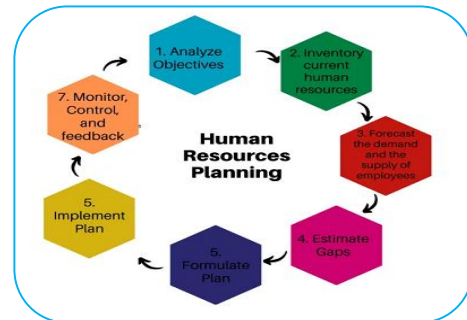 1. Analyze
Objectives
2. Inventory
current
human
resources
3. Forecast
the demand
and the
supply of
employees
4. Estimate
Gaps
5.
Formulate
Plan
5.
Implement
Plan
7. Monitor,
Control,
and
feedback
Human
Resources
Planning